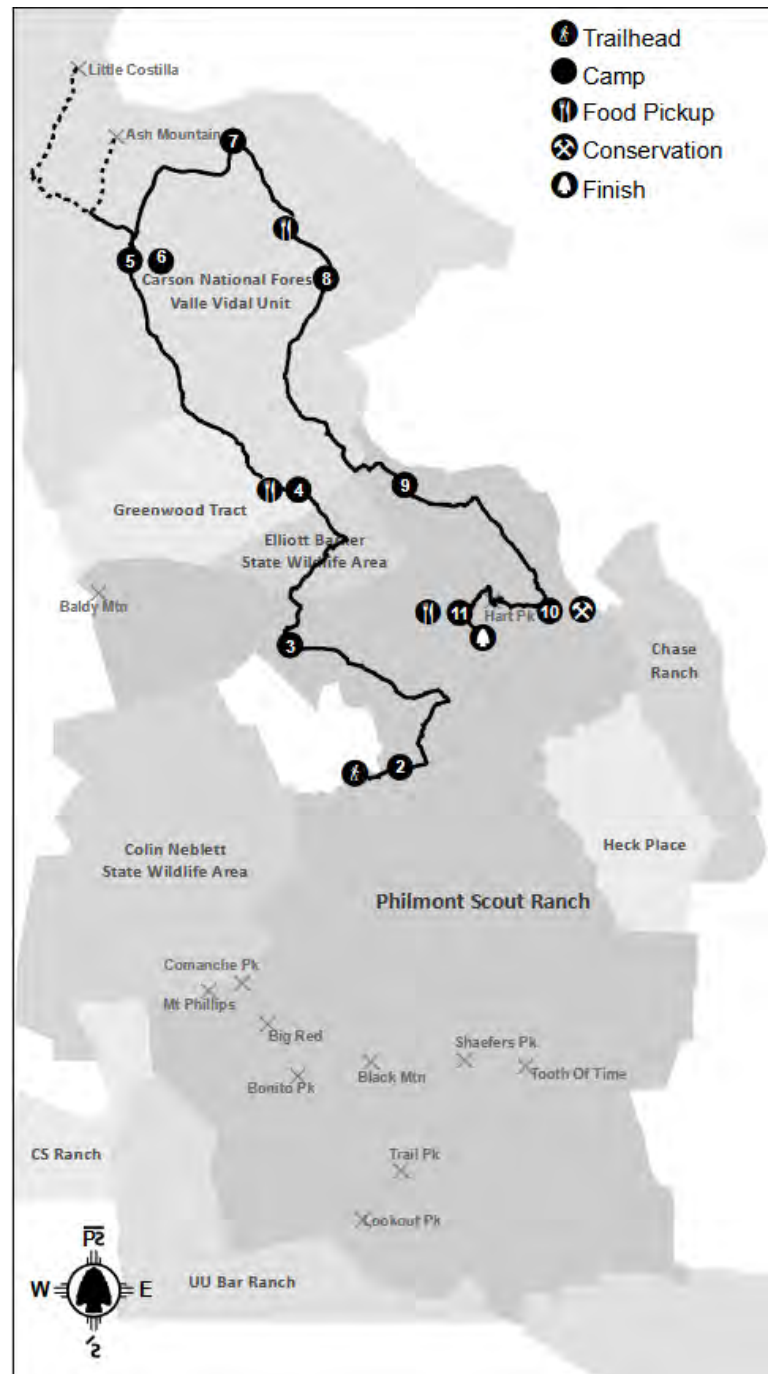 Trailhead
Camp
Food Pickup
Conservation
Finish
Little Costilla
Ash Mountain
7
5
6
8
Carson National Fores
Valle Vidal Unit
4
9
Greenwood Tract
Elliott Barker
State Wildlife Area
Baldy Mtn
11
Hart Pk
10
3
Chase
Ranch
2
Colin Neblett
State Wildlife Area
Heck Place
Philmont Scout Ranch
Comanche Pk
Mt Phillips
Big Red
Bonito Pk
Black Mtn
Shaefers Pk
Tooth Of Time
CS Ranch
Trail Pk
Lookout Pk
W
E
UU Bar Ranch